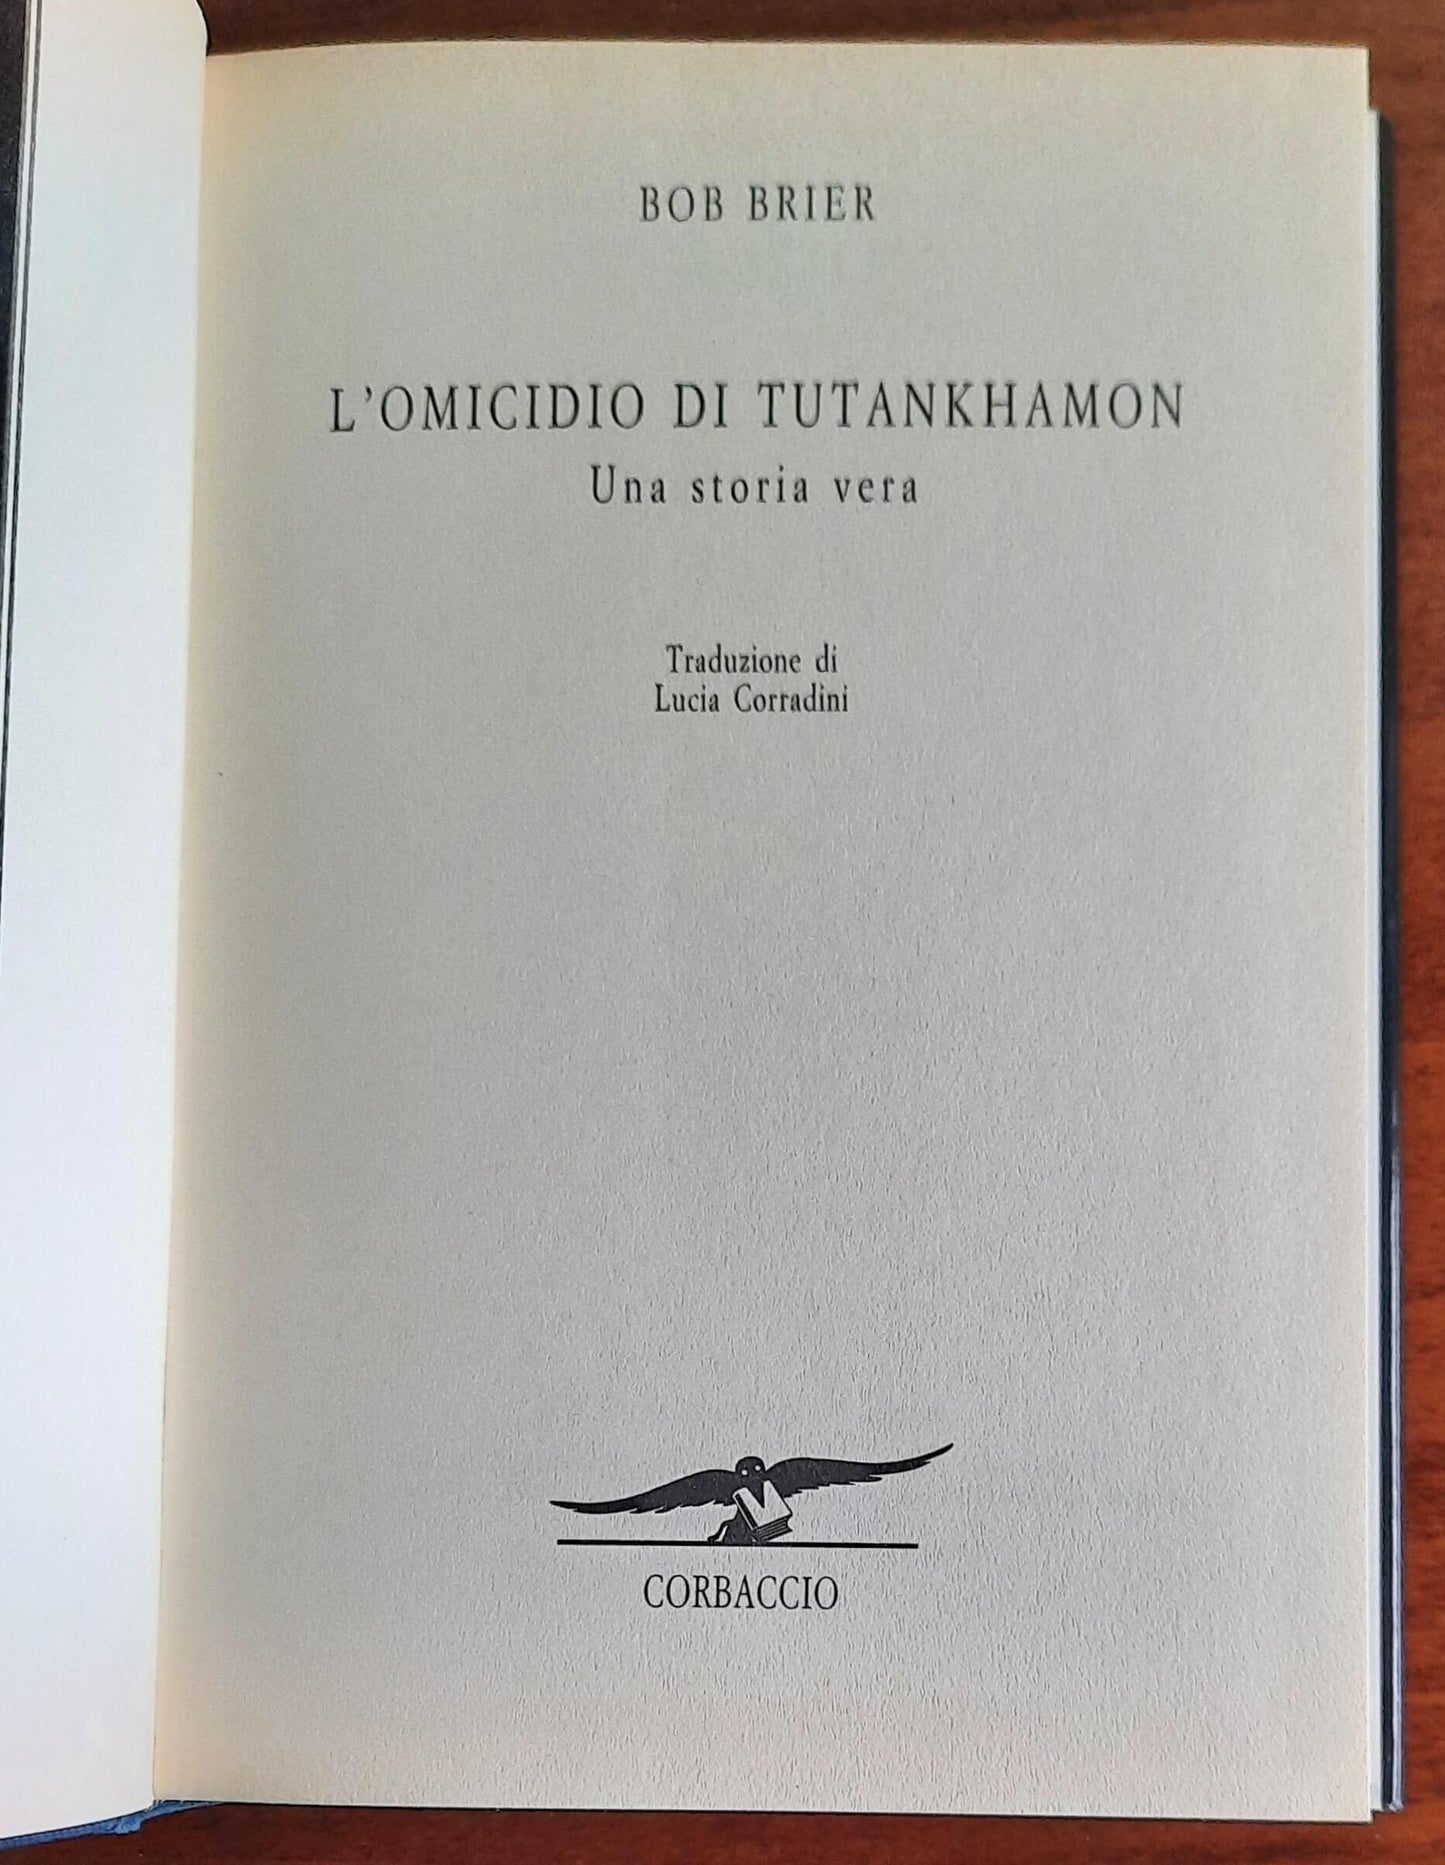 BOB BRIER
L'OMICIDIO DI TUTANKHAMON
Una storia vera
Traduzione di
Lucia Corradini
CORBACCIO